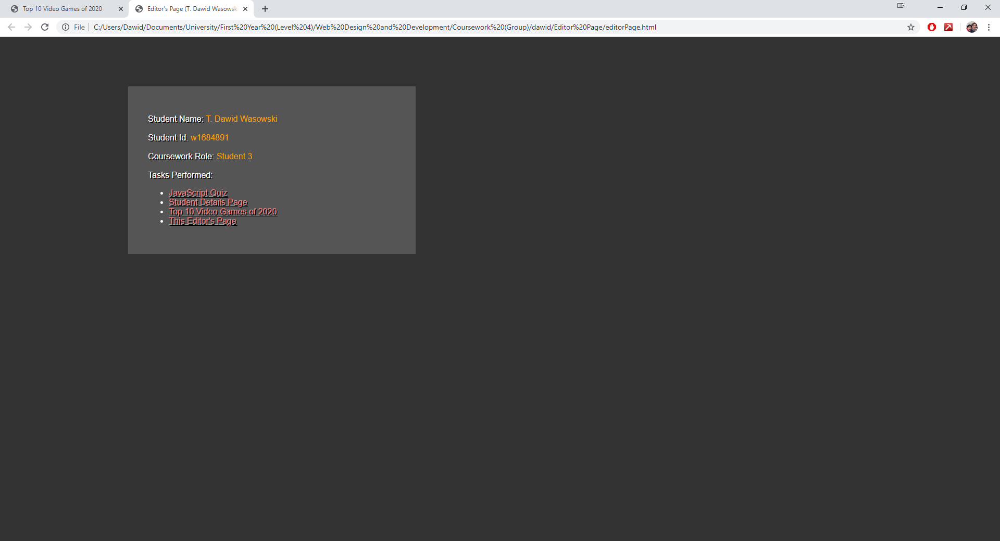 Top 10 Video Games of 2020
Editor's Page (T. Dawid Wasowski
File
C:/Users/Dawid/Documents/University/First%20Year%20(Level%204)/Web%20Design%20and%20Development/Coursework%20(Group)/dawid/Editor%20Page/editorPage.html
Student Name: T. Dawid Wasowski
Student Id: w1684891
Coursework Role: Student 3
Tasks Performed:
JavaScript Quiz
Student Details Page
Top 10 Video Games of 2020
This Editor's Page